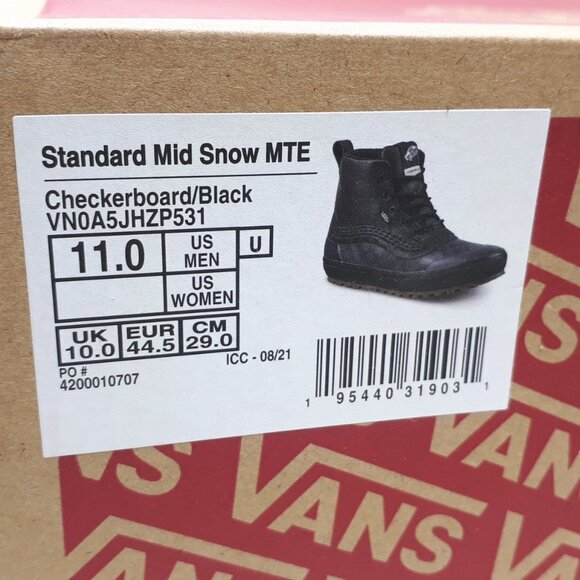 Standard Mid Snow MTE
Checkerboard/Black
VN0A5JHZP531
11.0 US MEN U
US WOMEN
UK 10.0 EUR 44.5 CM 29.0
PO #
4200010707
ICC - 08/21
1 95440 31903 1
VANS
VANS
VANS
VANS